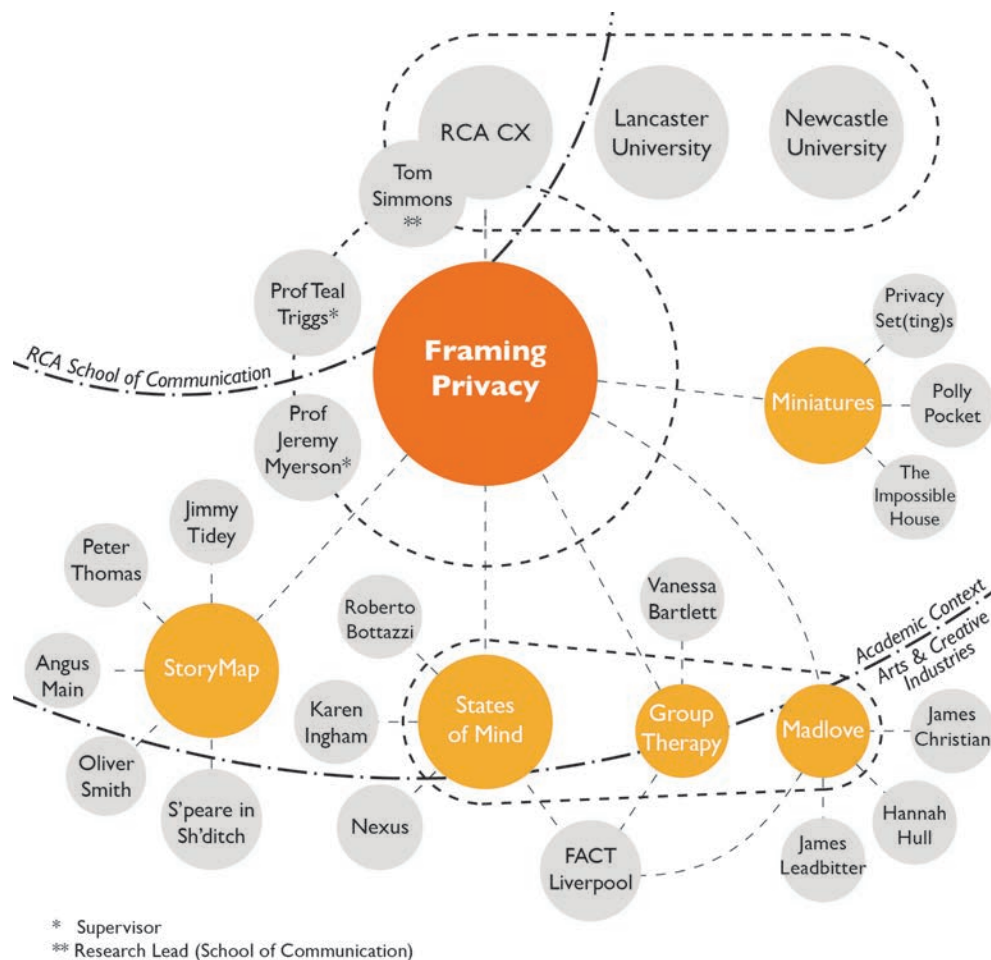 RCA CX
Lancaster
University
Newcastle
University
Tom
Simmons
**
Prof Teal
Triggs*
RCA School of Communication
Framing
Privacy
Privacy
Set(ting)s
Miniatures
Polly
Pocket
The
Impossible
House
Prof
Jeremy
Myerson*
Jimmy
Tidey
Peter
Thomas
Angus
Main
StoryMap
Oliver
Smith
S'peare in
Sh'ditch
Roberto
Bottazzi
Karen
Ingham
Nexus
States
of Mind
Vanessa
Bartlett
Group
Therapy
FACT
Liverpool
Madlove
Academic Context
Arts & Creative
Industries
James
Christian
Hannah
Hull
James
Leadbitter
* Supervisor
** Research Lead (School of Communication)